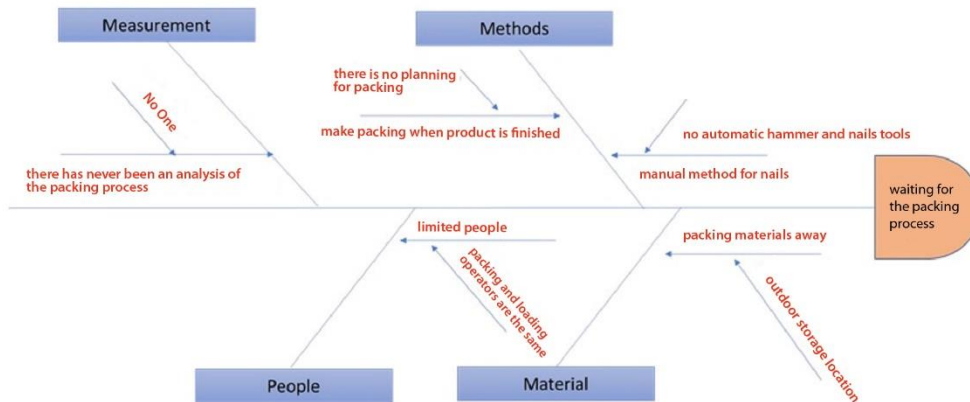 Measurement
Methods
No One
there has never been an analysis of
the packing process
there is no planning
for packing
make packing when product is finished
no automatic hammer and nails tools
manual method for nails
waiting for
the packing
process
limited people
packing and loading
operators are the same
packing materials away
outdoor storage location
People
Material